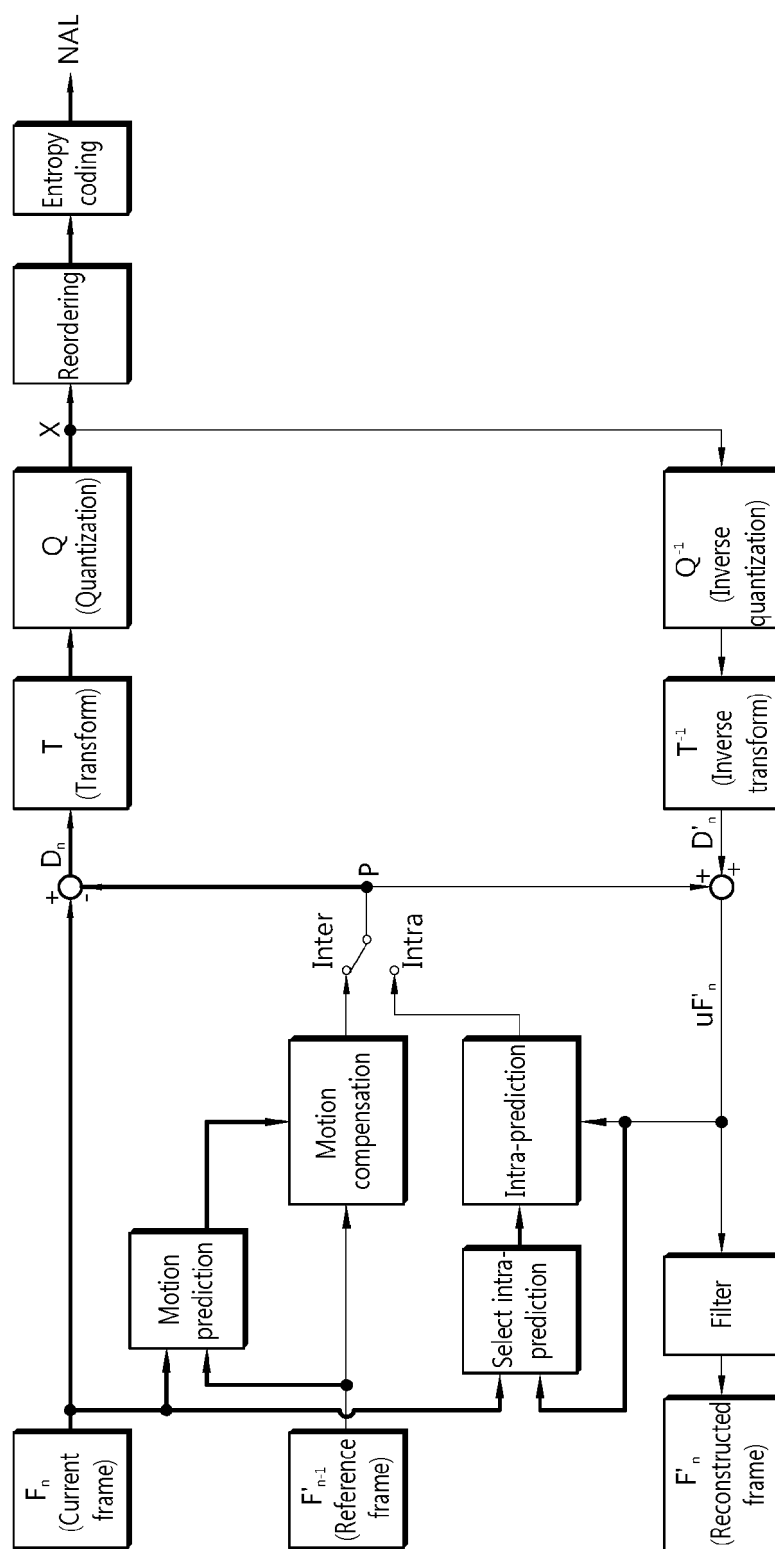 Fn
(Current
frame)
+
-
Dn
T
(Transform)
Q
(Quantization)
X
Reordering
Entropy
coding
NAL
Motion
prediction
F'n-1
(Reference
frame)
Motion
compensation
Inter
P
Select intra-
prediction
Intra-prediction
Intra
F'n
(Reconstructed
frame)
Filter
uF'n
+
+
D'n
T-1
(Inverse
transform)
Q-1
(Inverse
quantization)